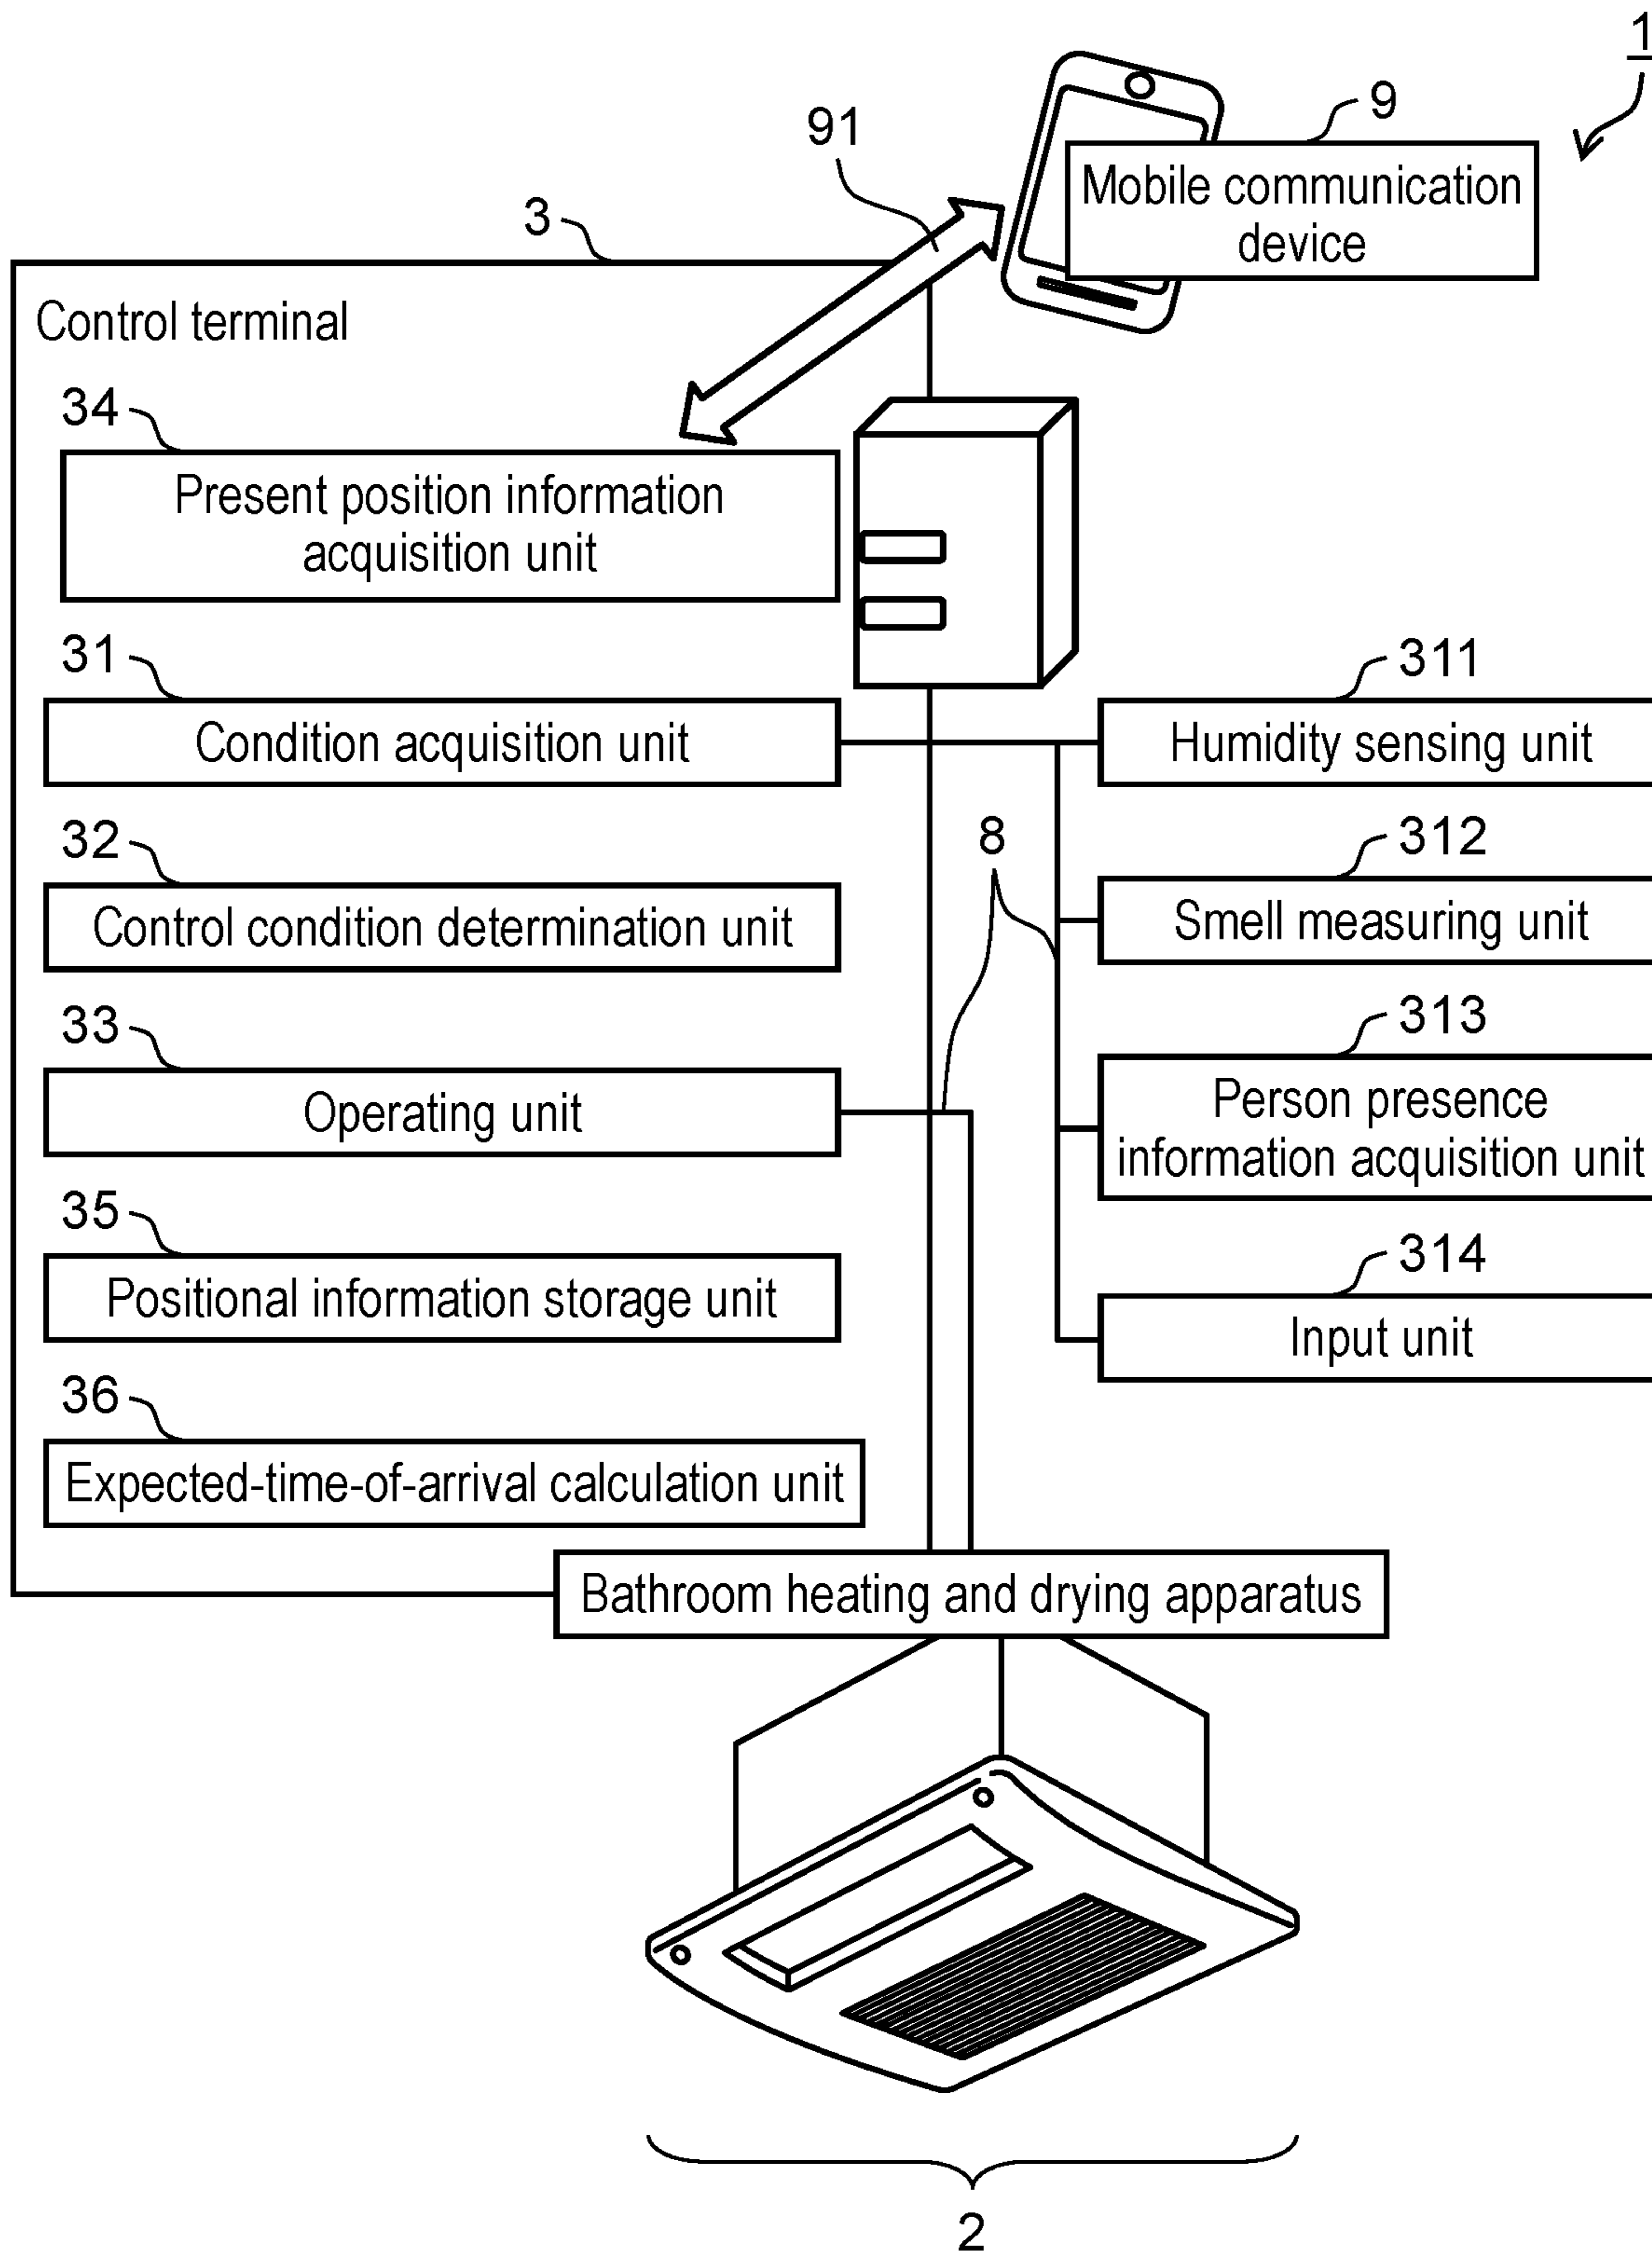 1
9
91
Mobile communication
device
3
Control terminal
34
Present position information
acquisition unit
31
311
Condition acquisition unit
Humidity sensing unit
32
8
312
Control condition determination unit
Smell measuring unit
33
313
Operating unit
Person presence
information acquisition unit
35
314
Positional information storage unit
Input unit
36
Expected-time-of-arrival calculation unit
Bathroom heating and drying apparatus
2